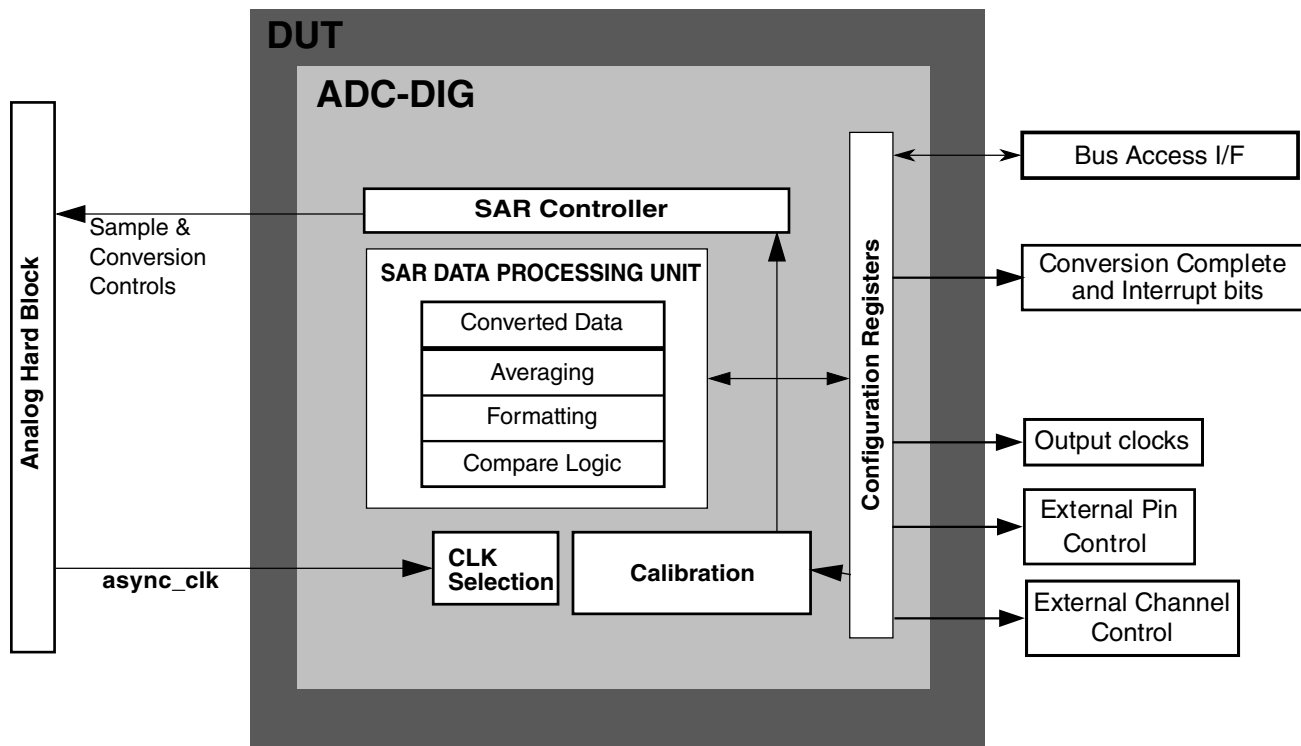 DUT
ADC-DIG
Analog Hard Block
Sample &
Conversion
Controls
async_clk
SAR Controller
SAR DATA PROCESSING UNIT
Converted Data
Averaging
Formatting
Compare Logic
CLK
Selection
Calibration
Configuration Registers
Bus Access I/F
Conversion Complete
and Interrupt bits
Output clocks
External Pin
Control
External Channel
Control